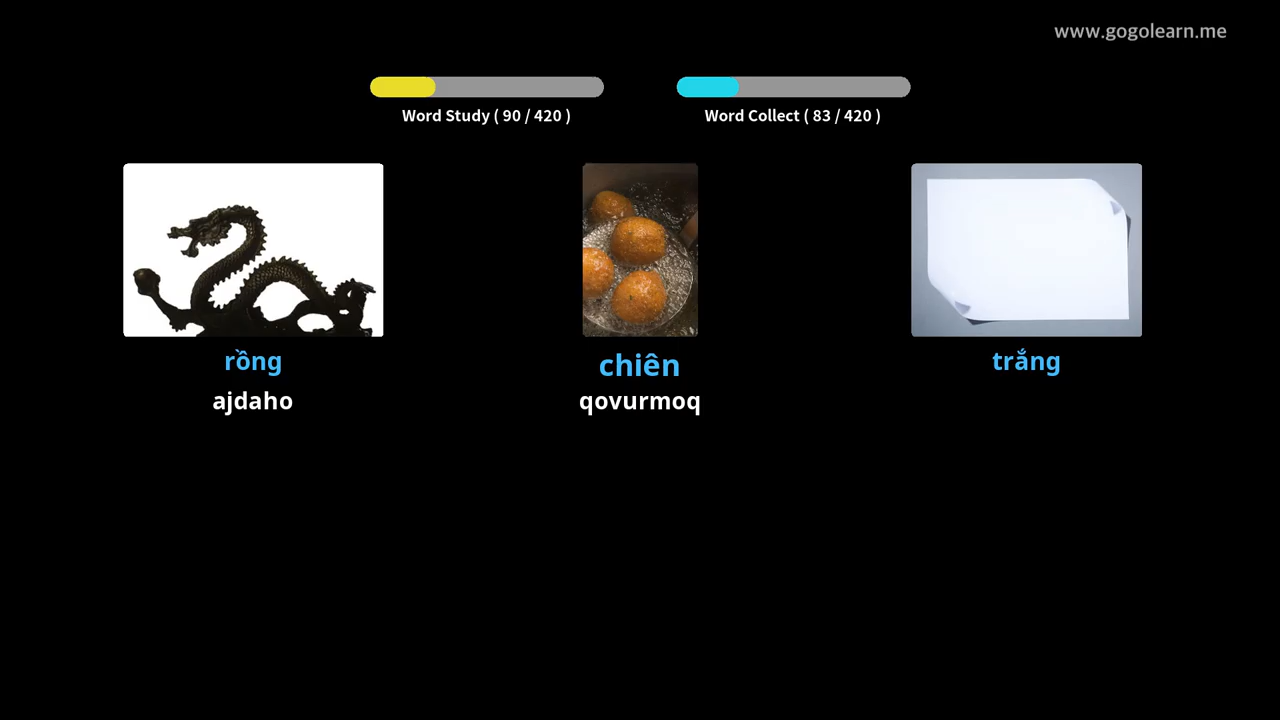 www.gogolearn.me
Word Study ( 90 / 420 )
Word Collect ( 83 / 420 )
rồng
chiên
trắng
ajdaho
qovurmoq